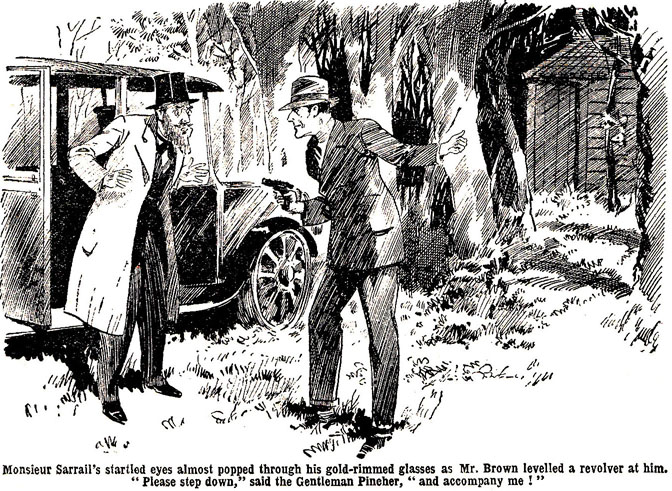 Monsieur Sarrail's startled eyes almost popped through his gold-rimmed glasses as Mr. Brown levelled a revolver at him.
“ Please step down,” said the Gentleman Pincher, “ and accompany me ! ”